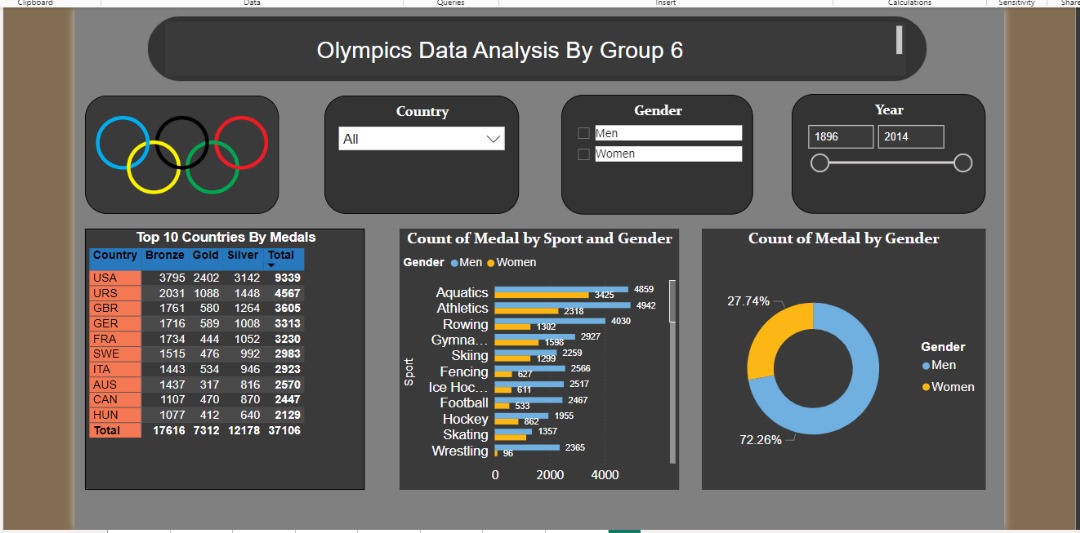 Clipboard Data Queries Insert Calculations Sensitivity Share
Olympics Data Analysis By Group 6
Country
All
Gender
Men
Women
Year
1896 2014
Top 10 Countries By Medals
Country Bronze Gold Silver Total
USA 3795 2402 3142 9339
URS 2031 1088 1448 4567
GBR 1761 580 1264 3605
GER 1716 589 1008 3313
FRA 1734 444 1052 3230
SWE 1515 476 992 2983
ITA 1443 534 946 2923
AUS 1437 317 816 2570
CAN 1107 470 870 2447
HUN 1077 412 640 2129
Total 17616 7312 12178 37106
Count of Medal by Sport and Gender
Gender Men Women
Sport
Aquatics 4859
3425
Athletics 4942
2318
Rowing 4030
1302
Gymna... 2927
1598
Skiing 2259
1299
Fencing 2566
627
Ice Hoc... 2517
611
Football 2467
533
Hockey 1955
862
Skating 1357
Wrestling 2365
96
0 2000 4000
Count of Medal by Gender
27.74%
72.26%
Gender
Men
Women